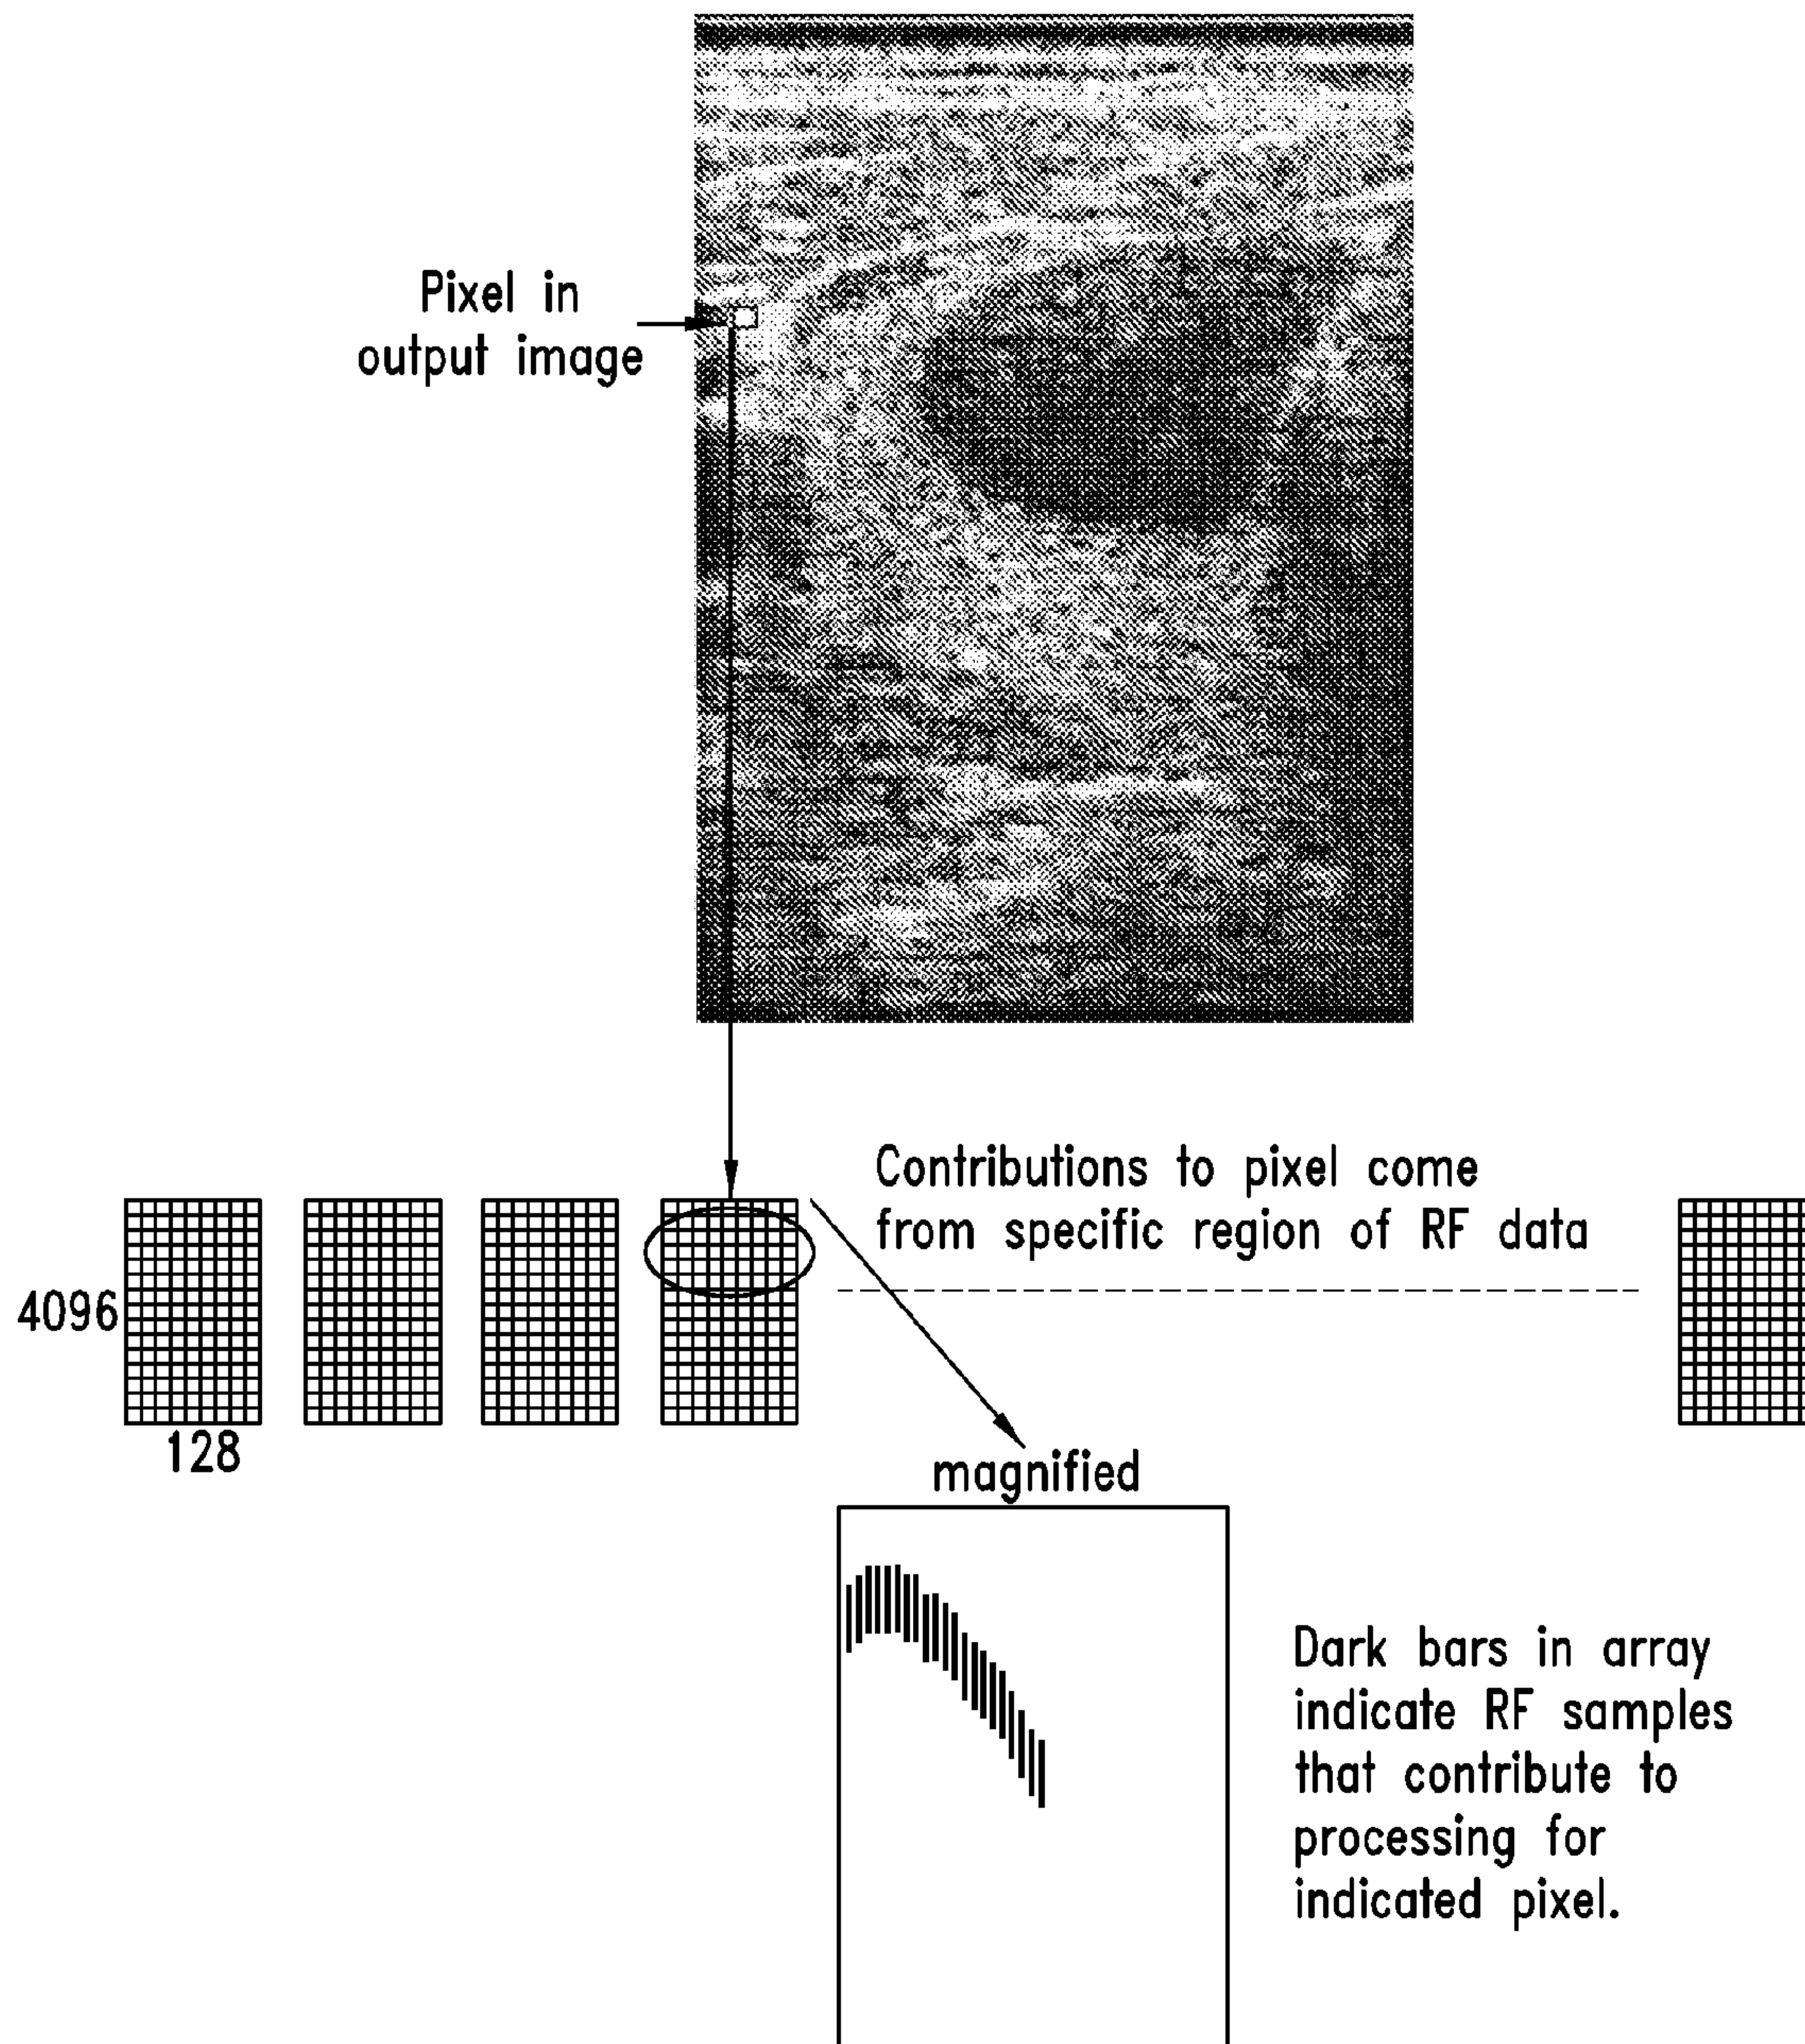 Pixel in
output image
Contributions to pixel come
from specific region of RF data
4096
128
magnified
Dark bars in array
indicate RF samples
that contribute to
processing for
indicated pixel.